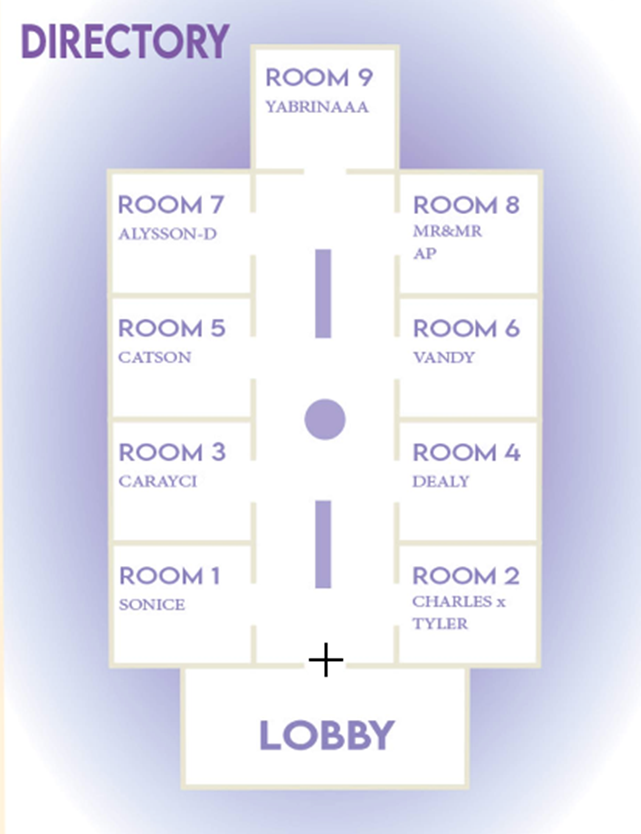 DIRECTORY
ROOM 9
YABRINAAA
ROOM 7
ALYSSON-D
ROOM 8
MR&MR
AP
ROOM 5
CATSON
ROOM 6
VANDY
ROOM 3
CARAYCI
ROOM 4
DEALY
ROOM 1
SONICE
ROOM 2
CHARLES x
TYLER
LOBBY